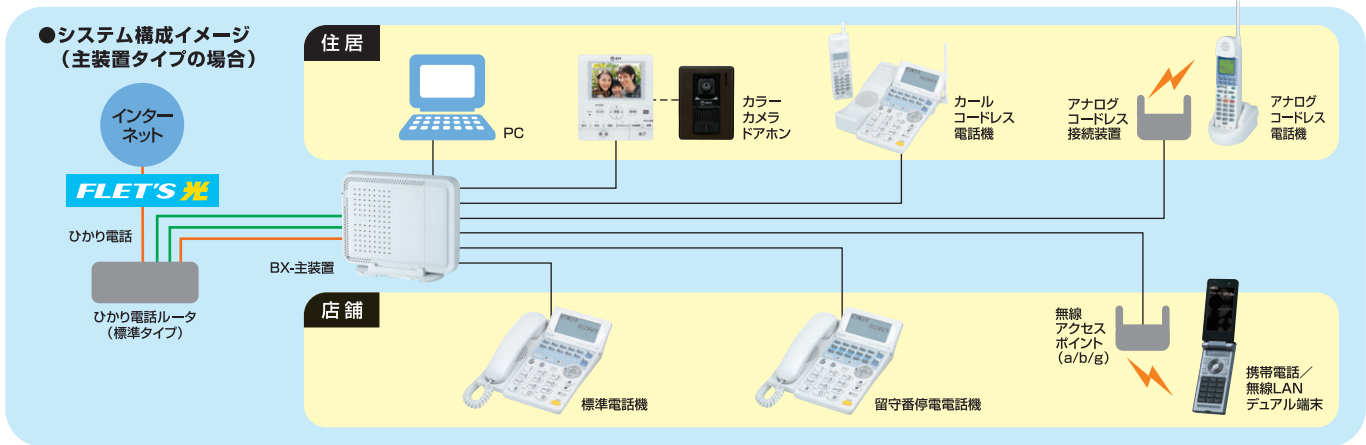 ●システム構成イメージ
（主装置タイプの場合）
インター
ネット
FLET'S 光
ひかり電話
ひかり電話ルータ
（標準タイプ）
BX-主装置
住居
PC
カラー
カメラ
ドアホン
カール
コードレス
電話機
アナログ
コードレス
接続装置
アナログ
コードレス
電話機
店舗
標準電話機
留守番停電電話機
無線
アクセス
ポイント
（a/b/g）
携帯電話／
無線LAN
デュアル端末